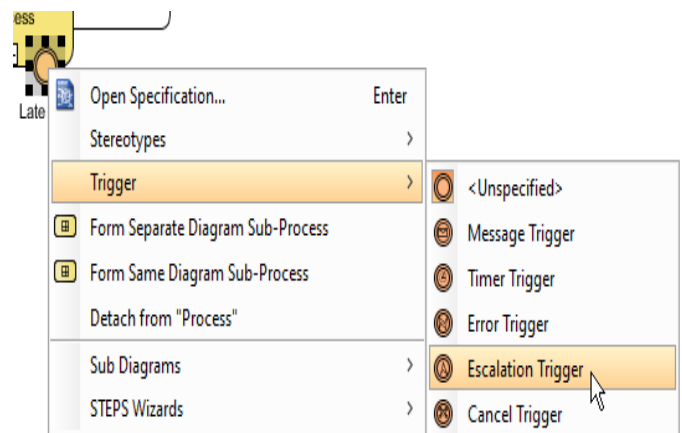 ess
Late
Open Specification... Enter
Stereotypes
Trigger
Form Separate Diagram Sub-Process
Form Same Diagram Sub-Process
Detach from "Process"
Sub Diagrams
STEPS Wizards
<Unspecified>
Message Trigger
Timer Trigger
Error Trigger
Escalation Trigger
Cancel Trigger